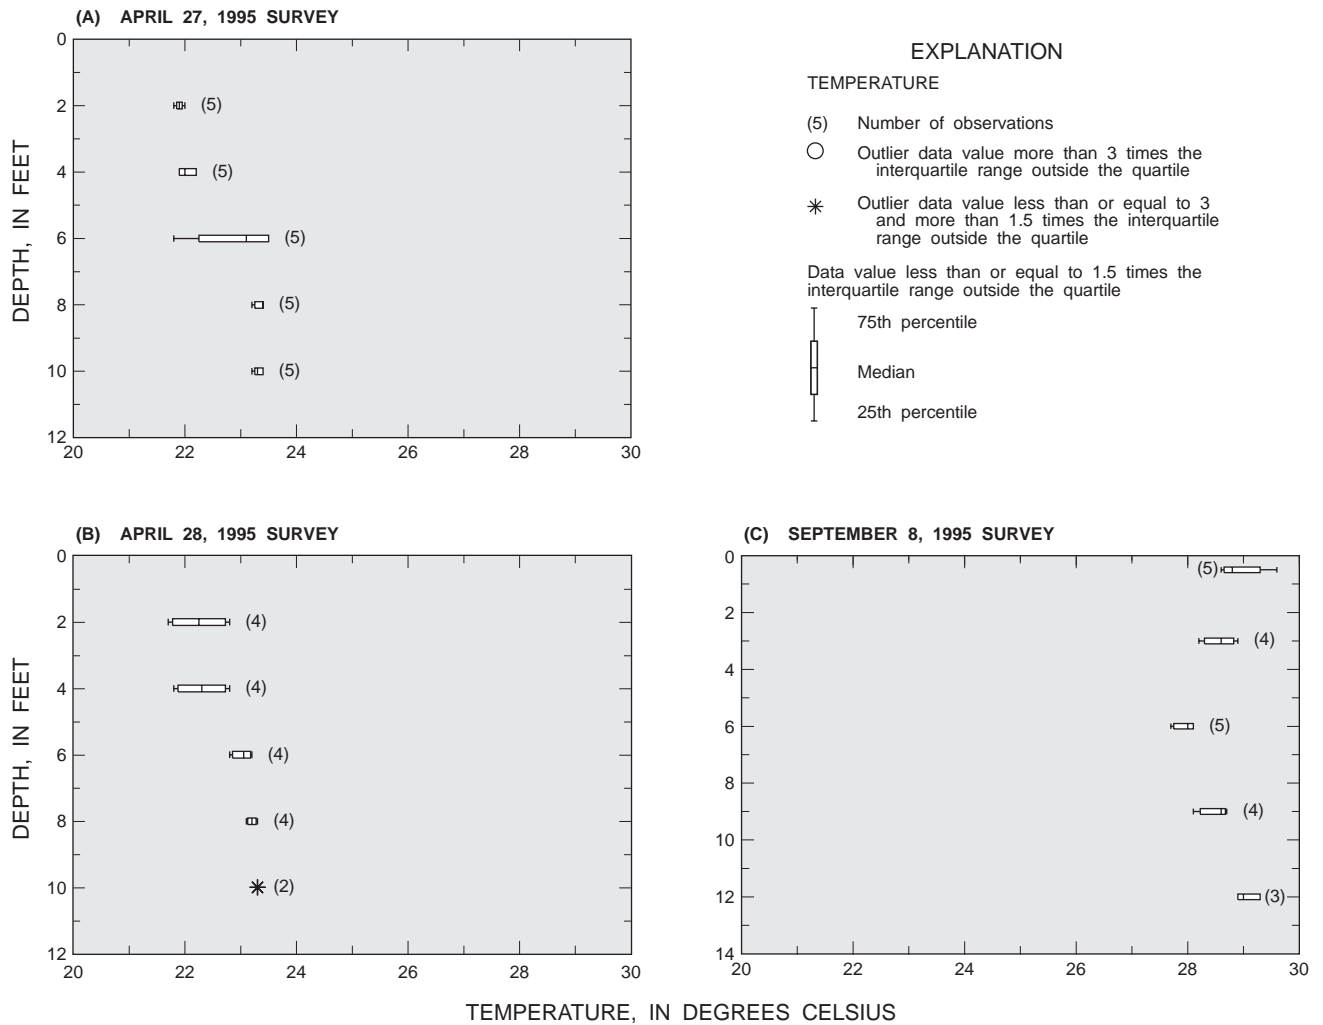 (A) APRIL 27, 1995 SURVEY
0
2
4
6
8
10
12
DEPTH, IN FEET
(5)
(5)
(5)
(5)
(5)
20 22 24 26 28 30
EXPLANATION
TEMPERATURE
(5) Number of observations
Outlier data value more than 3 times the
interquartile range outside the quartile
Outlier data value less than or equal to 3
and more than 1.5 times the interquartile
range outside the quartile
Data value less than or equal to 1.5 times the
interquartile range outside the quartile
75th percentile
Median
25th percentile
(B) APRIL 28, 1995 SURVEY
0
2
4
6
8
10
12
DEPTH, IN FEET
(4)
(4)
(4)
(4)
(2)
20 22 24 26 28 30
(C) SEPTEMBER 8, 1995 SURVEY
0
2
4
6
8
10
12
14
(5)
(4)
(5)
(4)
(3)
20 22 24 26 28 30
TEMPERATURE, IN DEGREES CELSIUS